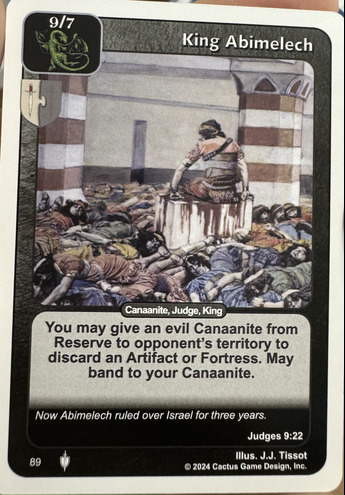 9/7
King Abimelech
Canaanite, Judge, King
You may give an evil Canaanite from
Reserve to opponent's territory to
discard an Artifact or Fortress. May
band to your Canaanite.
Now Abimelech ruled over Israel for three years.
Judges 9:22
Illus. J.J. Tissot
89
© 2024 Cactus Game Design, Inc.